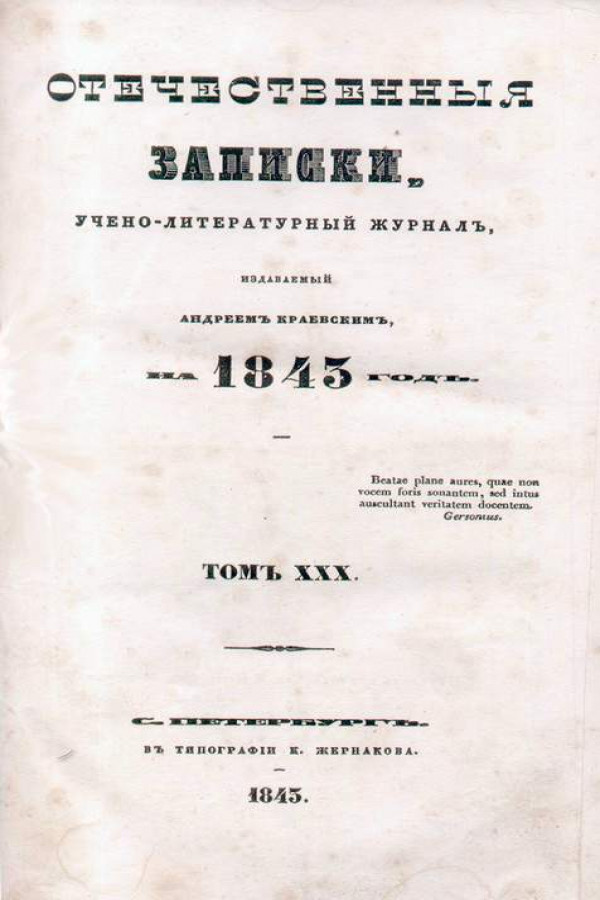 ОТЕЧЕСТВЕННЫЯ
ЗАПИСКИ,
УЧЕНО-ЛИТЕРАТУРНЫЙ ЖУРНАЛЪ,
ИЗДАВАЕМЫЙ
АНДРЕЕМЪ КРАЕВСКИМЪ,
НА 1843 ГОДЪ.
Beatae plane aures, quae non
vocem foris sonantem, sed intus
auscultant veritatem docentem.
Gersonius.
ТОМЪ XXX.
С. ПЕТЕРБУРГЪ.
ВЪ ТИПОГРАФІИ К. ЖЕРНАКОВА.
1843.